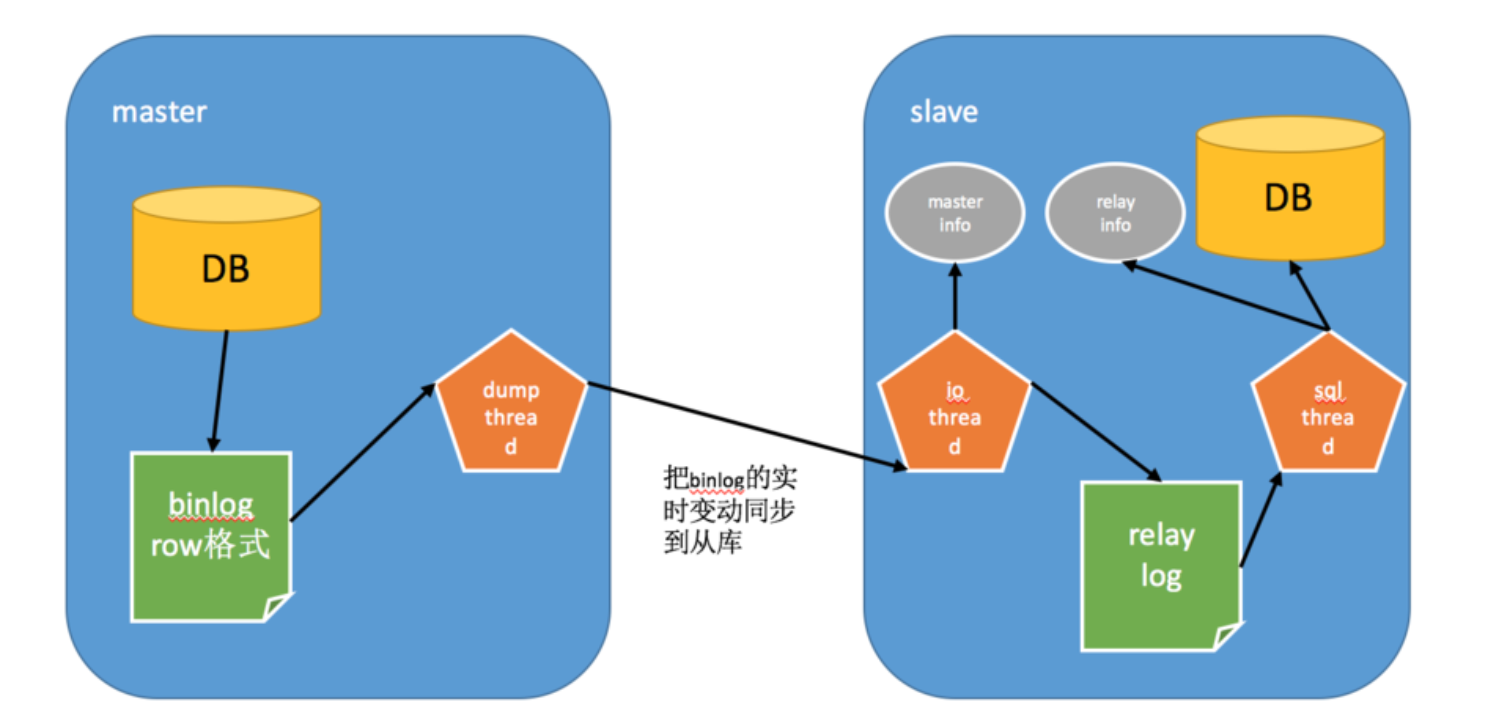 master
DB
binlog
row格式
dump
threa
d
把binlog的实
时变动同步
到从库
slave
master
info
relay
info
DB
io
threa
d
relay
log
sql
threa
d